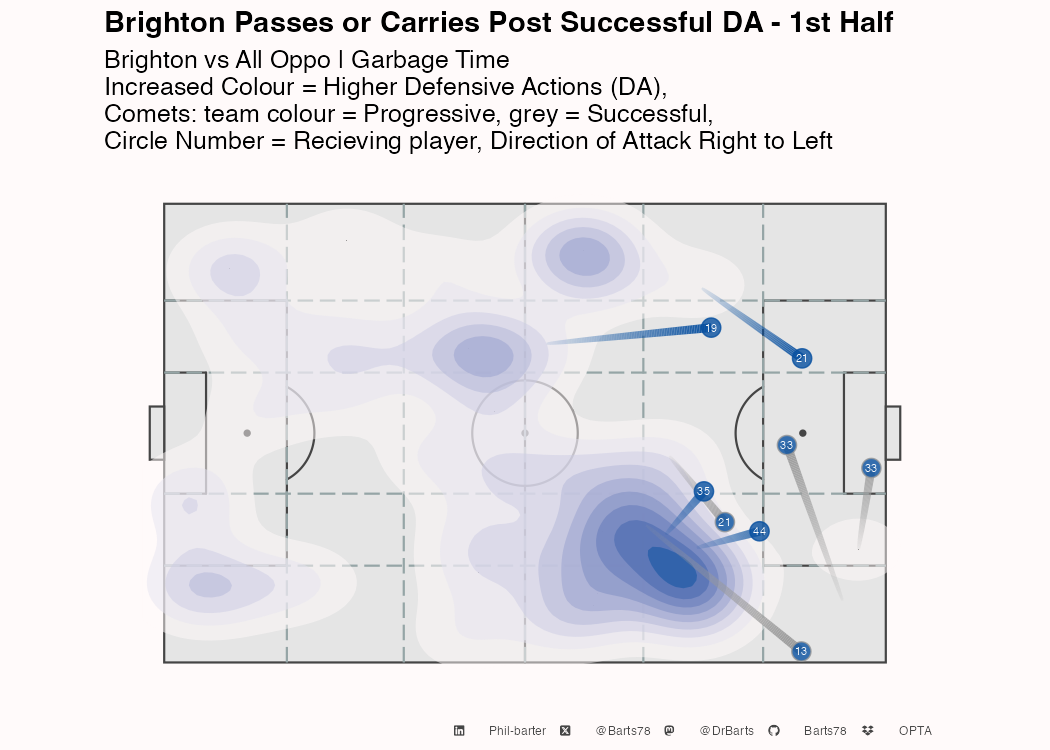 Brighton Passes or Carries Post Successful DA - 1st Half
Brighton vs All Oppo | Garbage Time
Increased Colour = Higher Defensive Actions (DA),
Comets: team colour = Progressive, grey = Successful,
Circle Number = Recieving player, Direction of Attack Right to Left
19
21
33
33
35
21
44
13
Phil-barter @Barts78 @DrBarts Barts78 OPTA